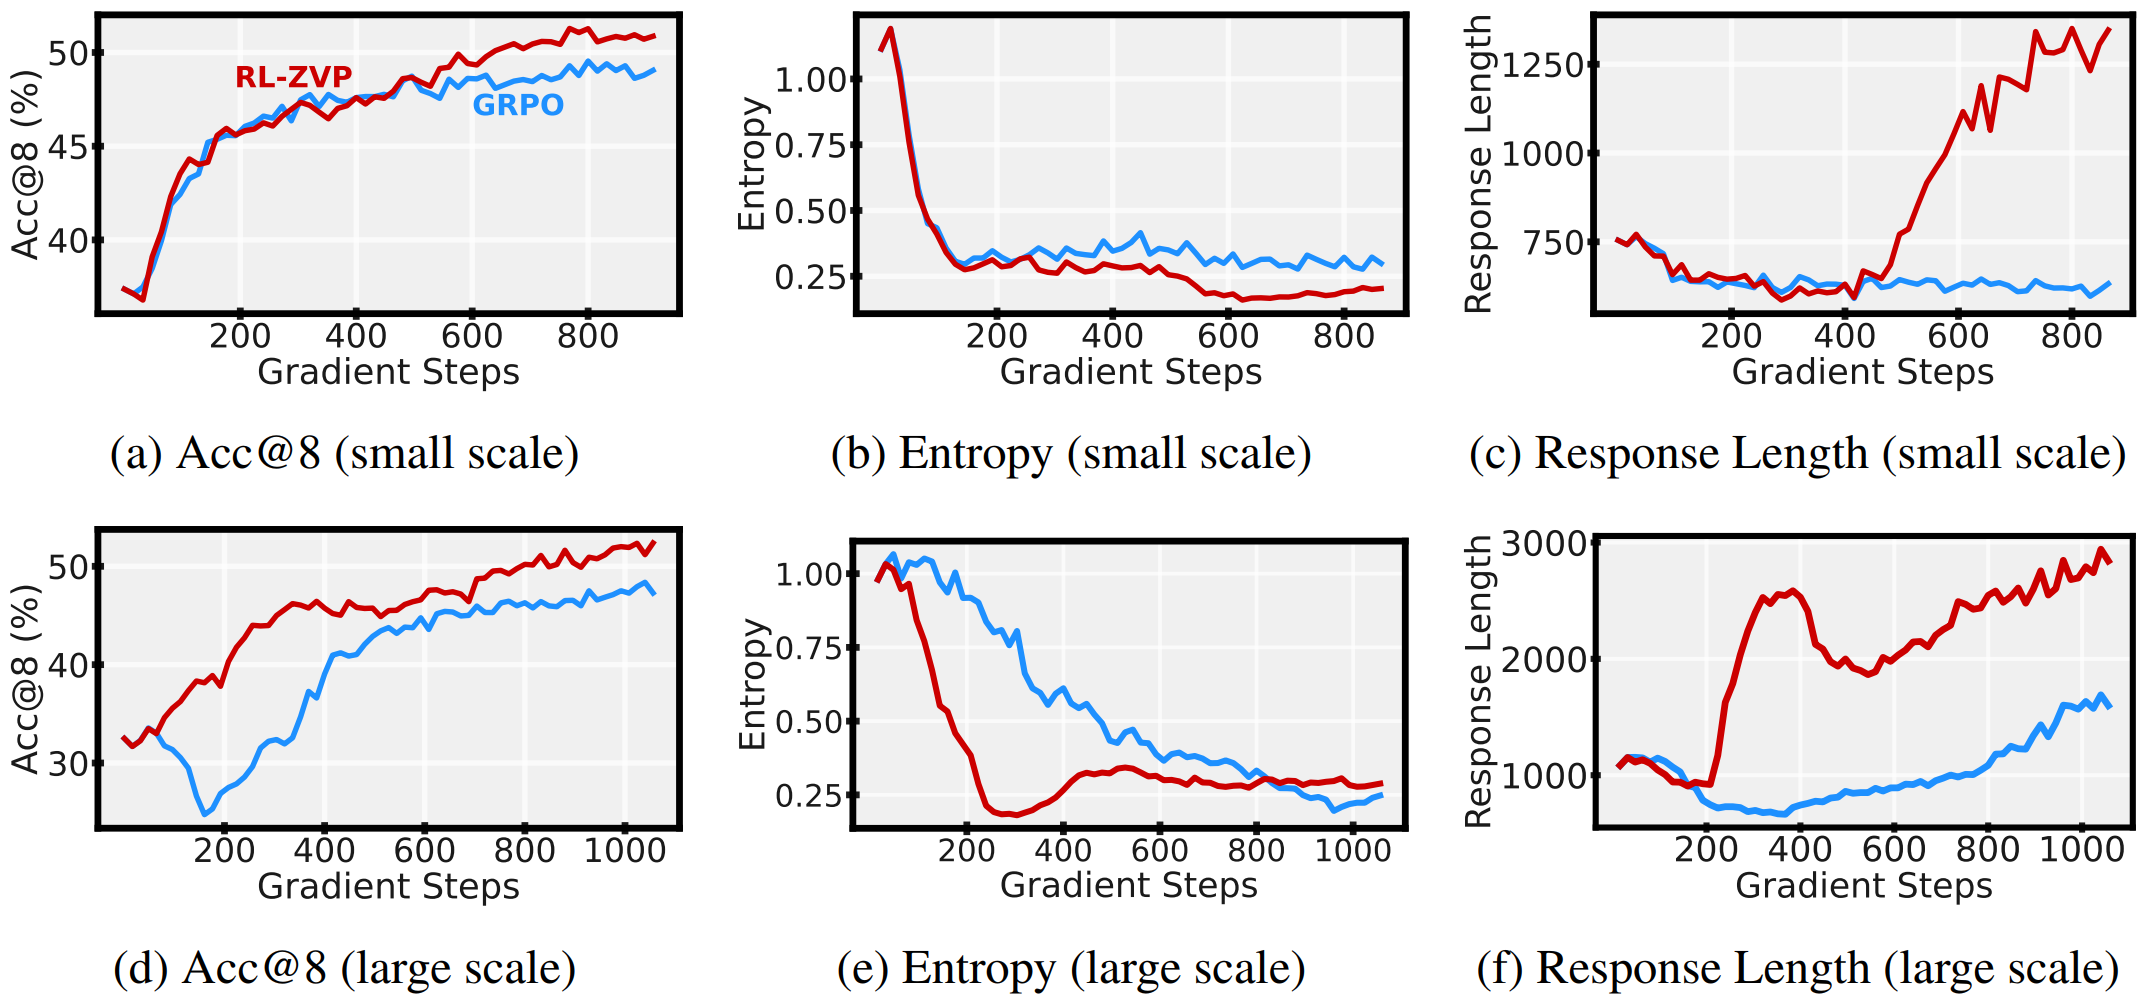 Acc@8 (%)
50
45
40
RL-ZVP
GRPO
200 400 600 800
Gradient Steps
(a) Acc@8 (small scale)
Entropy
1.00
0.75
0.50
0.25
200 400 600 800
Gradient Steps
(b) Entropy (small scale)
Response Length
1250
1000
750
200 400 600 800
Gradient Steps
(c) Response Length (small scale)
Acc@8 (%)
50
40
30
200 400 600 800 1000
Gradient Steps
(d) Acc@8 (large scale)
Entropy
1.00
0.75
0.50
0.25
200 400 600 800 1000
Gradient Steps
(e) Entropy (large scale)
Response Length
3000
2000
1000
200 400 600 800 1000
Gradient Steps
(f) Response Length (large scale)